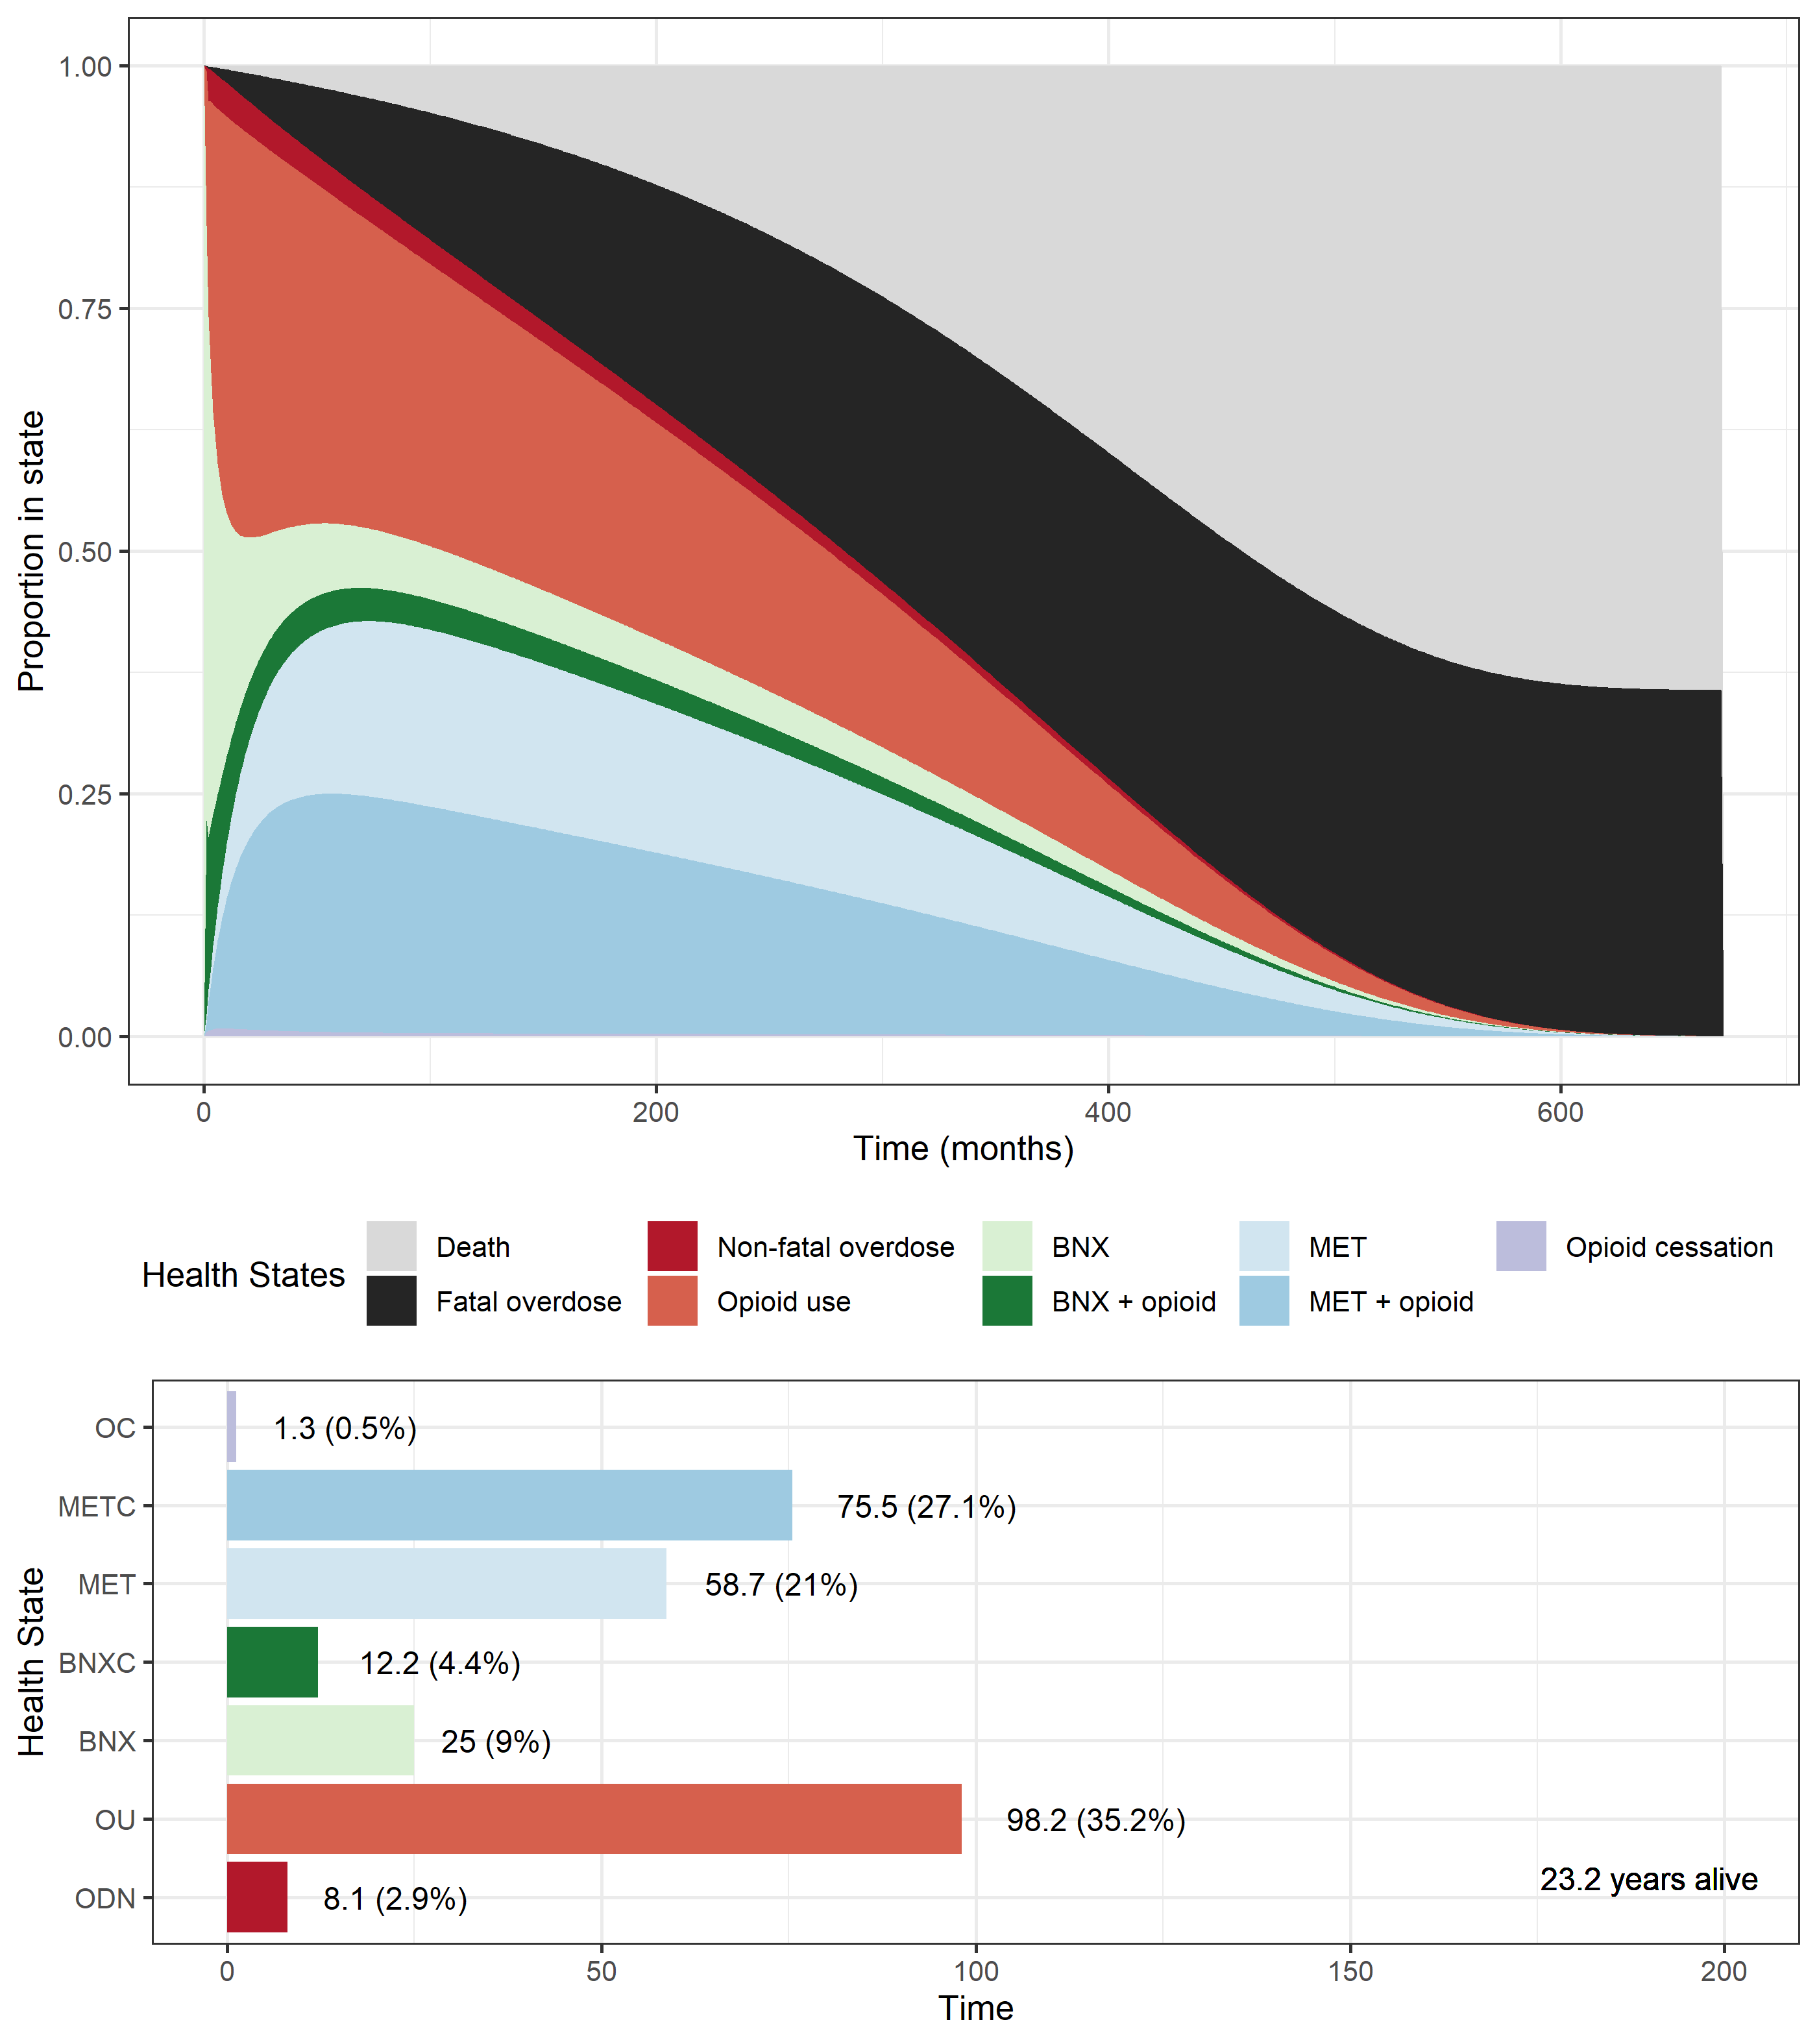 1.00
0.75
0.50
0.25
0.00
Proportion in state
0 200 400 600
Time (months)
Health States
Death Non-fatal overdose BNX MET Opioid cessation
Fatal overdose Opioid use BNX + opioid MET + opioid
Health State
OC 1.3 (0.5%)
METC 75.5 (27.1%)
MET 58.7 (21%)
BNXC 12.2 (4.4%)
BNX 25 (9%)
OU 98.2 (35.2%)
23.2 years alive
ODN 8.1 (2.9%)
0 50 100 150 200
Time